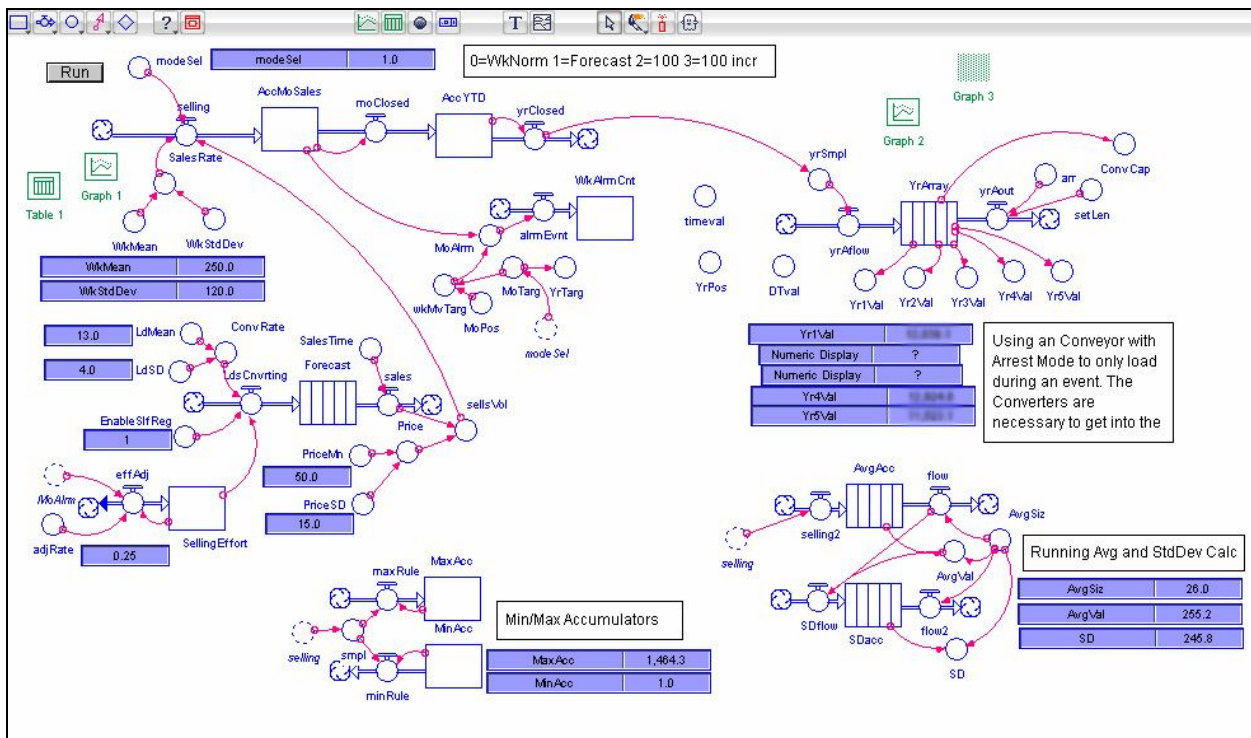 ? T
modeSel
modeSel 1.0
0=WkNorm 1=Forecast 2=100 3=100 incr
Run
Graph 3
selling
AccMoSales
moClosed
AccYTD
yrClosed
Graph 2
SalesRate
Table 1
Graph 1
WkMean
WkStdDev
WkMean 250.0
WkStdDev 120.0
WkAlrmCnt
MoAlrm
alrmEvnt
wkMvTarg
MoTarg
YrTarg
MoPos
modeSel
timeval
YrPos
DTval
yrSmpl
YrArray
yrAout
arr
ConvCap
setLen
yrAflow
Yr1Val
Yr2Val
Yr3Val
Yr4Val
Yr5Val
Yr1Val
Numeric Display ?
Numeric Display ?
Yr4Val
Yr5Val
Using an Conveyor with
Arrest Mode to only load
during an event. The
Converters are
necessary to get into the
13.0
LdMean
ConvRate
4.0
LdSD
LdsCnvrting
Forecast
SalesTime
sales
sellsVol
Price
EnableSlfReg
1
PriceMn
50.0
PriceSD
15.0
effAdj
MoAlrm
adjRate
0.25
SellingEffort
maxRule
MaxAcc
MinAcc
selling
smpl
minRule
Min/Max Accumulators
MaxAcc 1,464.3
MinAcc 1.0
AvgAcc
flow
selling2
selling
AvgSiz
AvgVal
SDflow
SDacc
flow2
SD
Running Avg and StdDev Calc
AvgSiz 26.0
AvgVal 255.2
SD 245.8